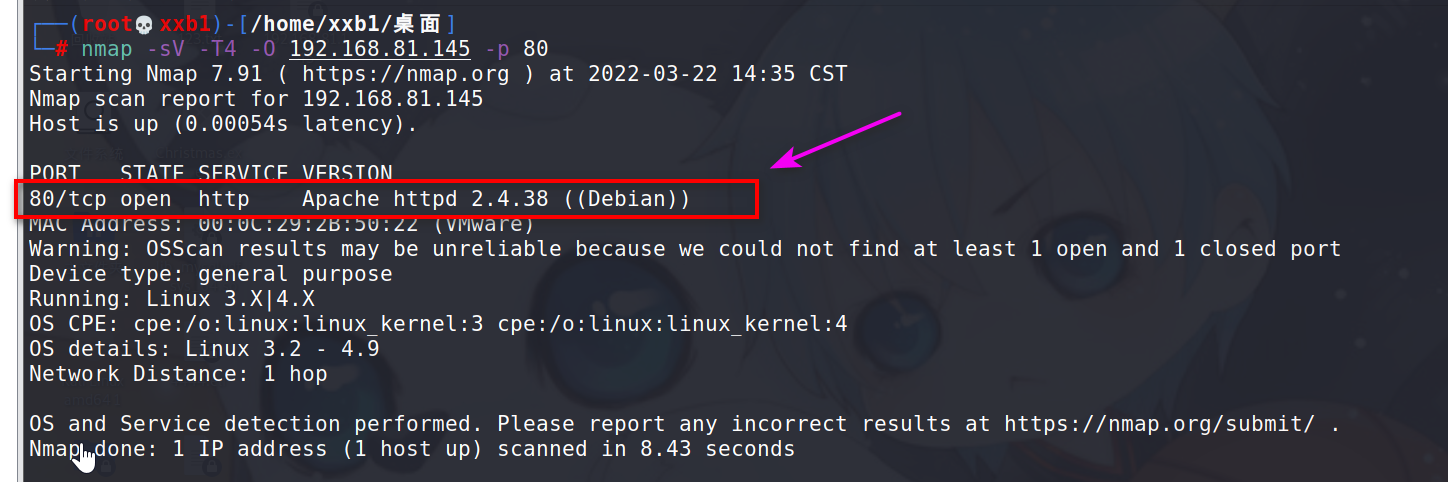 ┌──(root💀xxb1)-[/home/xxb1/桌面]
└─# nmap -sV -T4 -O 192.168.81.145 -p 80
Starting Nmap 7.91 ( https://nmap.org ) at 2022-03-22 14:35 CST
Nmap scan report for 192.168.81.145
Host is up (0.00054s latency).
PORT   STATE SERVICE VERSION
80/tcp open  http    Apache httpd 2.4.38 ((Debian))
MAC Address: 00:0C:29:2B:50:22 (VMware)
Warning: OSScan results may be unreliable because we could not find at least 1 open and 1 closed port
Device type: general purpose
Running: Linux 3.X|4.X
OS CPE: cpe:/o:linux:linux_kernel:3 cpe:/o:linux:linux_kernel:4
OS details: Linux 3.2 - 4.9
Network Distance: 1 hop
OS and Service detection performed. Please report any incorrect results at https://nmap.org/submit/ .
Nmap done: 1 IP address (1 host up) scanned in 8.43 seconds